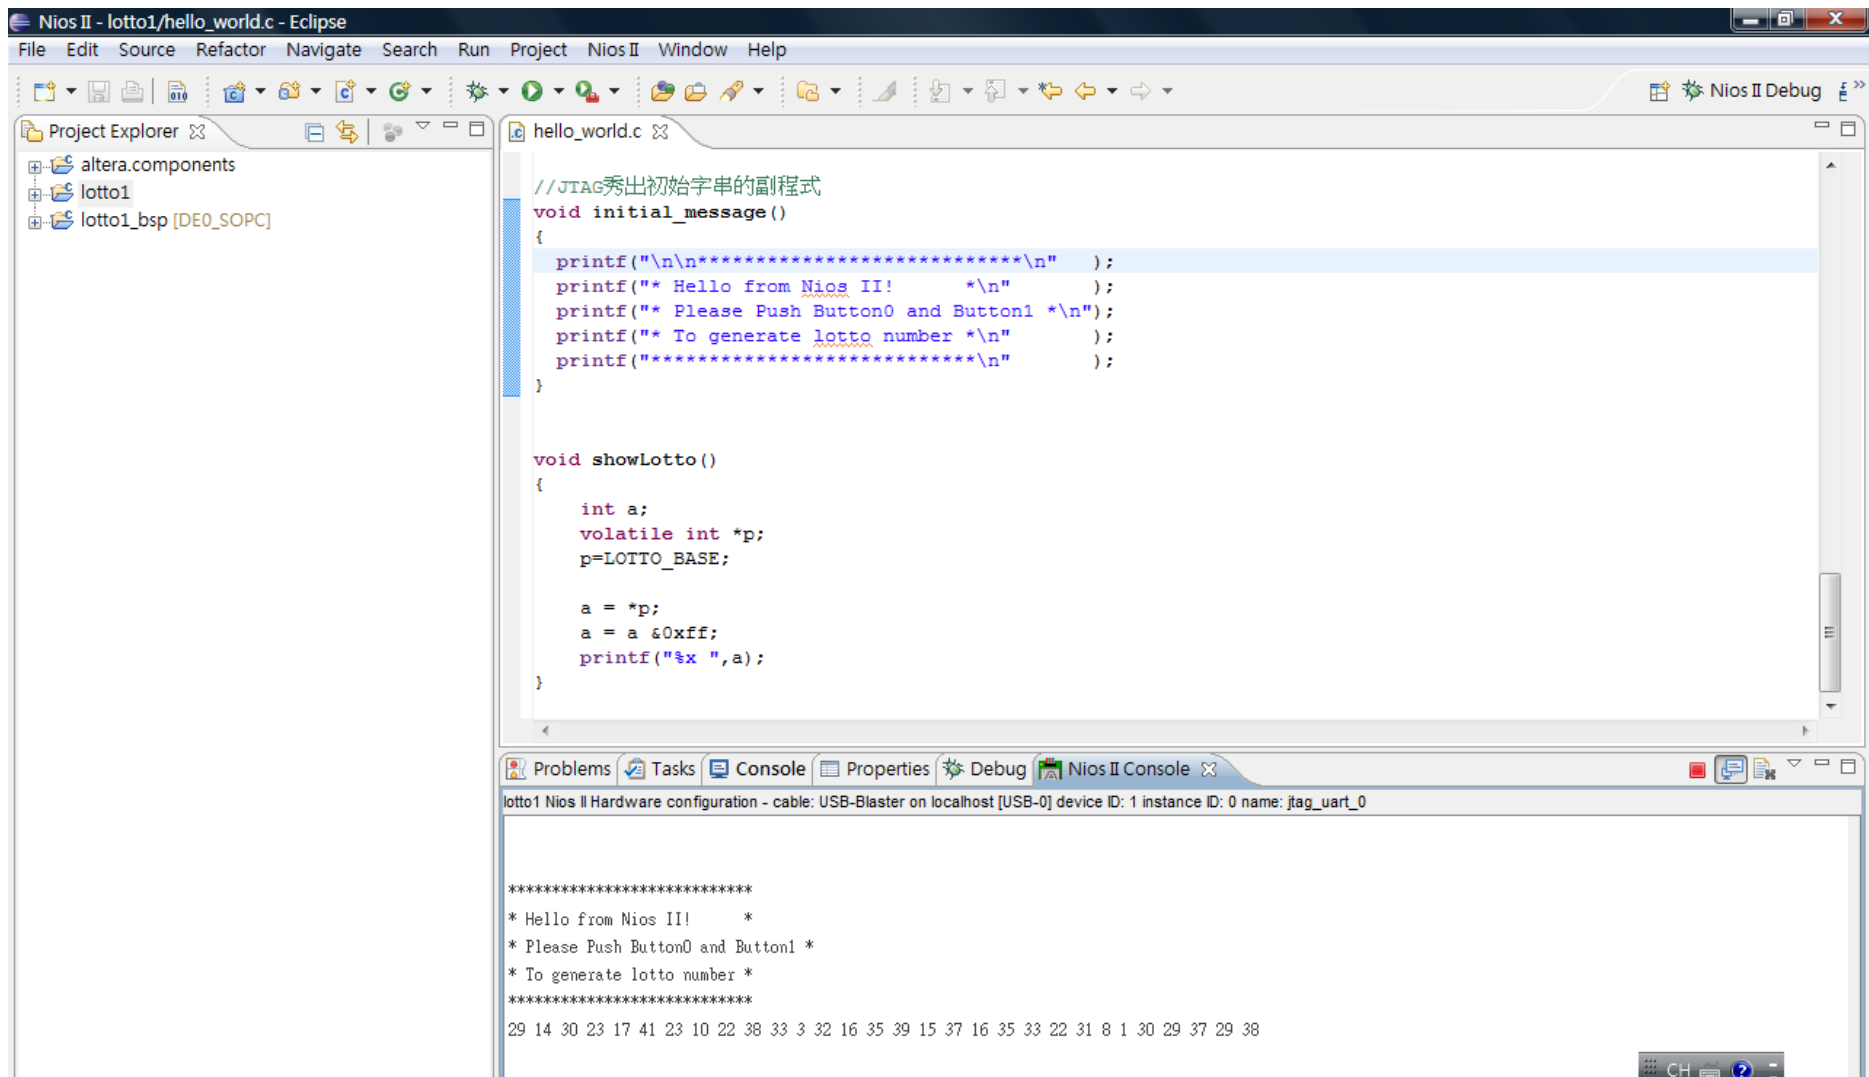 Nios II - lotto1/hello_world.c - Eclipse
File Edit Source Refactor Navigate Search Run Project Nios II Window Help
Nios II Debug
Project Explorer
altera.components
lotto1
lotto1_bsp [DE0_SOPC]
hello_world.c
//JTAG秀出初始字串的副程式
void initial_message()
{
printf("\n\n****************************\n" );
printf("* Hello from Nios II!      *\n" );
printf("* Please Push Button0 and Button1 *\n");
printf("* To generate lotto number *\n" );
printf("****************************\n" );
}
void showLotto()
{
int a;
volatile int *p;
p=LOTTO_BASE;
a = *p;
a = a &0xff;
printf("%x ",a);
}
Problems Tasks Console Properties Debug Nios II Console
lotto1 Nios II Hardware configuration - cable: USB-Blaster on localhost [USB-0] device ID: 1 instance ID: 0 name: jtag_uart_0
****************************
* Hello from Nios II!      *
* Please Push Button0 and Button1 *
* To generate lotto number *
****************************
29 14 30 23 17 41 23 10 22 38 33 3 32 16 35 39 15 37 16 35 33 22 31 8 1 30 29 37 29 38
CH